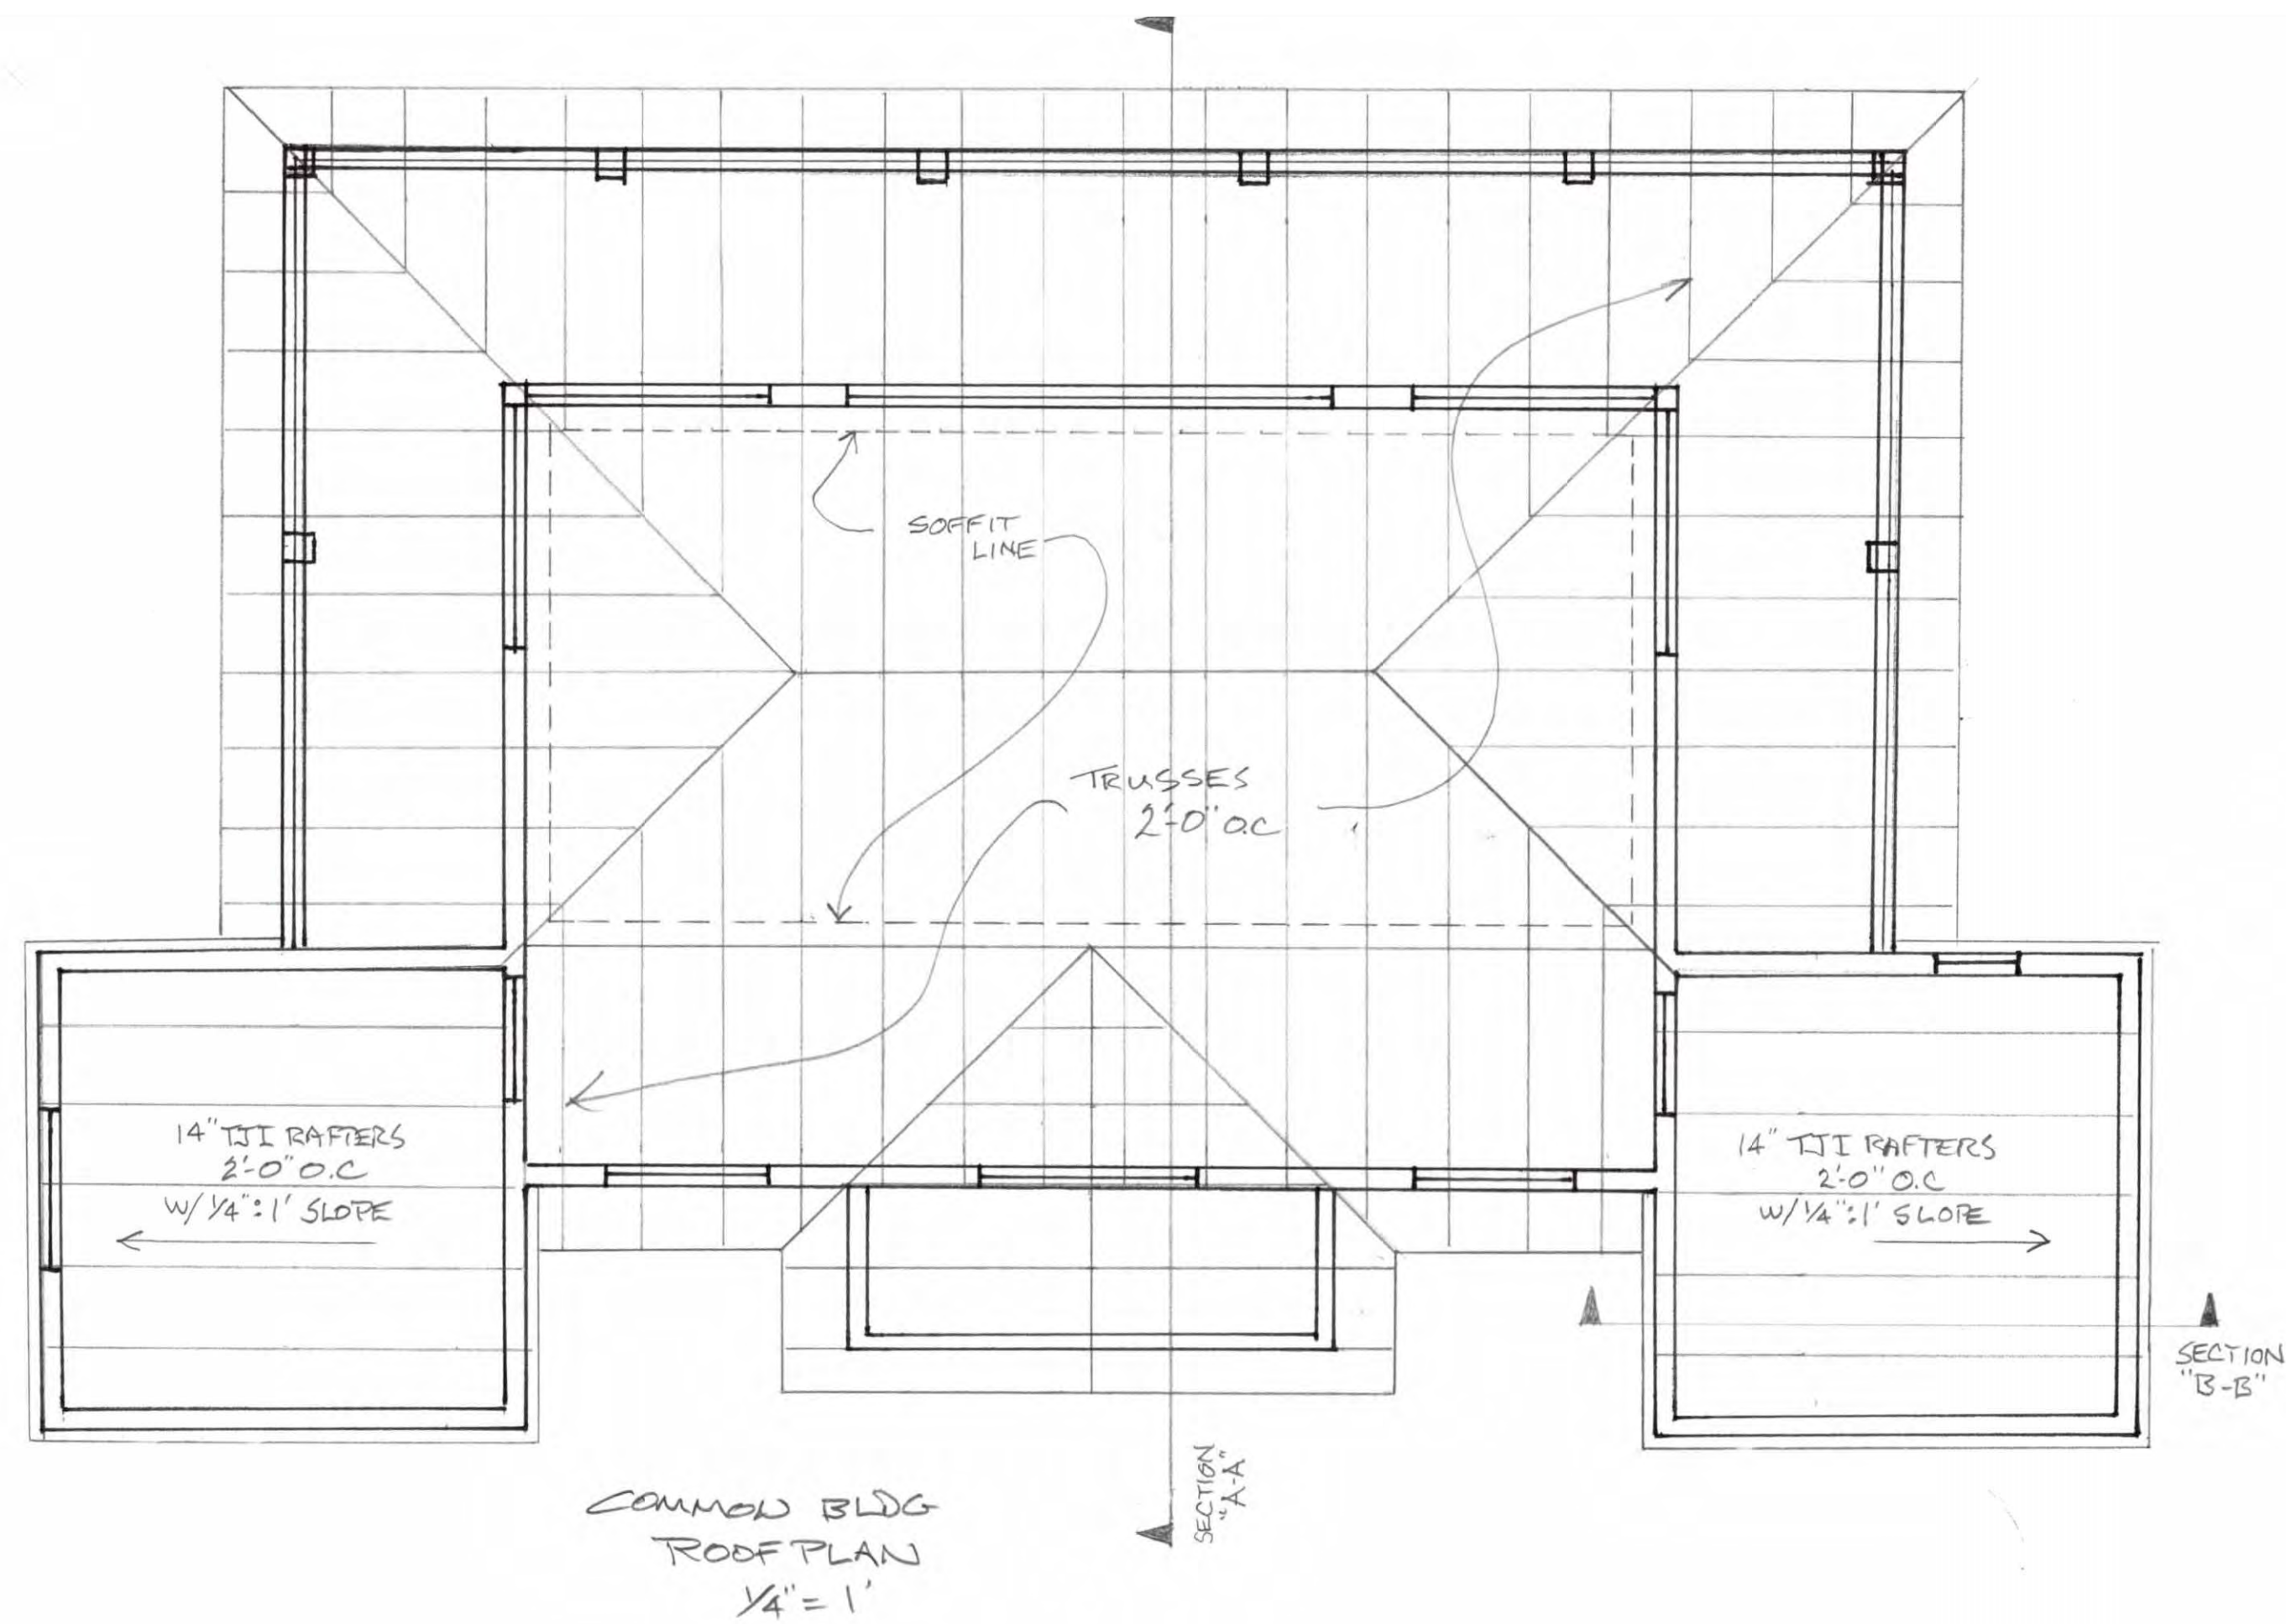 SOFFIT
LINE
TRUSSES
2'-0" O.C
14" TJI RAFTERS
2'-0" O.C
W/ 1/4":1' SLOPE
14" TJI RAFTERS
2'-0" O.C
W/ 1/4":1' SLOPE
SECTION
"B-B"
SECTION
"A-A"
COMMON BLDG
ROOF PLAN
1/4" = 1'